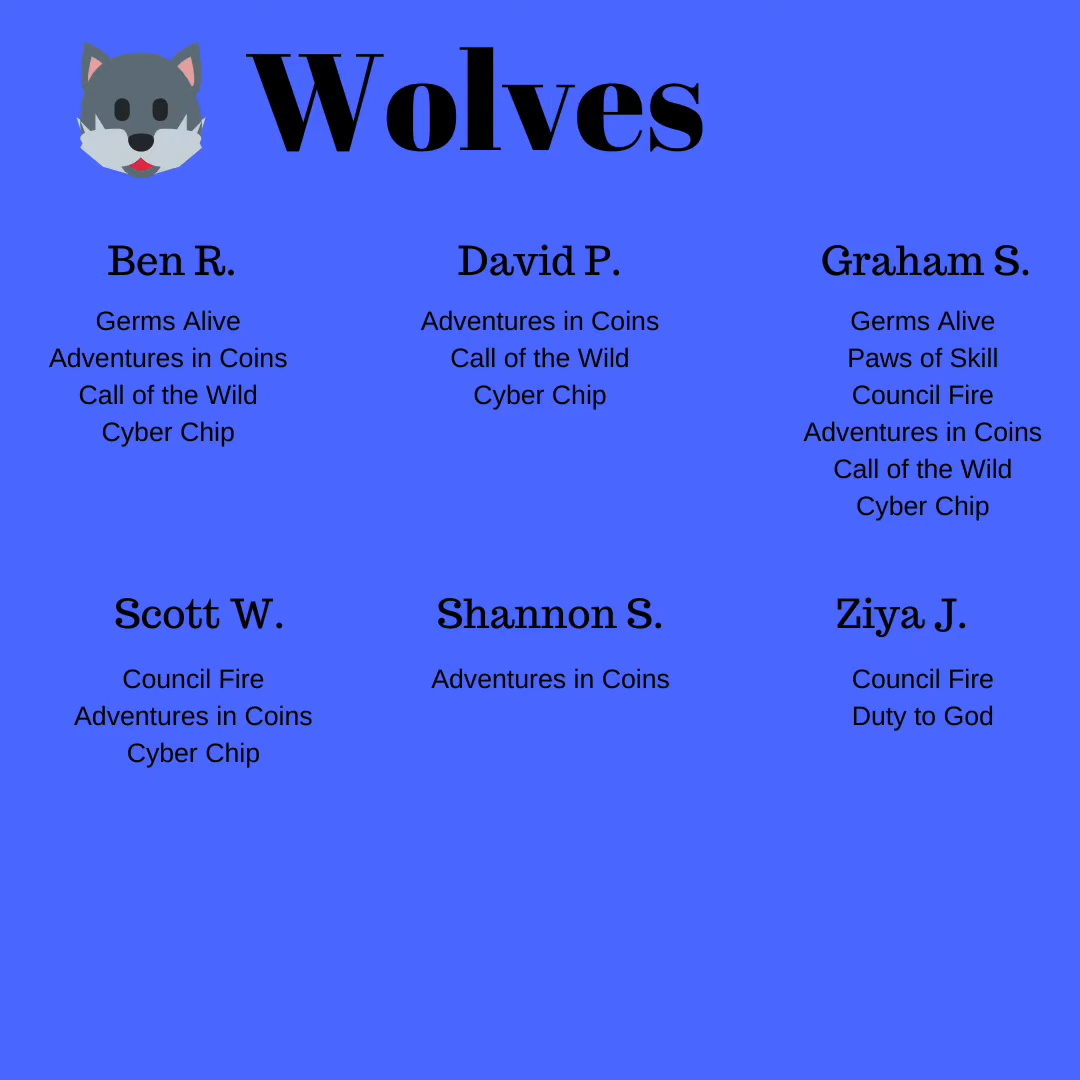 Wolves
Ben R.
Germs Alive
Adventures in Coins
Call of the Wild
Cyber Chip
David P.
Adventures in Coins
Call of the Wild
Cyber Chip
Graham S.
Germs Alive
Paws of Skill
Council Fire
Adventures in Coins
Call of the Wild
Cyber Chip
Scott W.
Council Fire
Adventures in Coins
Cyber Chip
Shannon S.
Adventures in Coins
Ziya J.
Council Fire
Duty to God